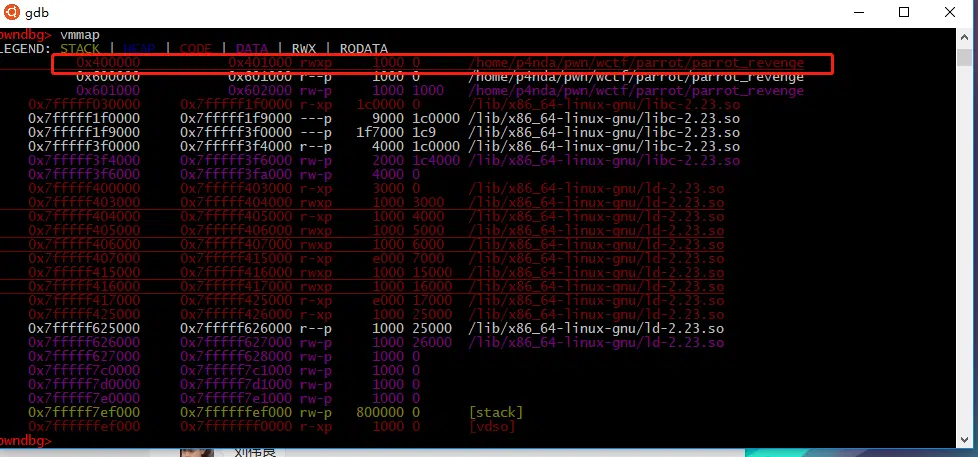 gdb
pwndbg> vmmap
LEGEND: STACK | HEAP | CODE | DATA | RWX | RODATA
0x400000 0x401000 rwxp 1000 0 /home/p4nda/pwn/wctf/parrot/parrot_revenge
0x600000 0x601000 r--p 1000 0 /home/p4nda/pwn/wctf/parrot/parrot_revenge
0x601000 0x602000 rw-p 1000 1000 /home/p4nda/pwn/wctf/parrot/parrot_revenge
0x7fffff030000 0x7fffff1f0000 r-xp 1c0000 0 /lib/x86_64-linux-gnu/libc-2.23.so
0x7fffff1f0000 0x7fffff1f9000 ---p 9000 1c0000 /lib/x86_64-linux-gnu/libc-2.23.so
0x7fffff1f9000 0x7fffff3f0000 ---p 1f7000 1c9 /lib/x86_64-linux-gnu/libc-2.23.so
0x7fffff3f0000 0x7fffff3f4000 r--p 4000 1c0000 /lib/x86_64-linux-gnu/libc-2.23.so
0x7fffff3f4000 0x7fffff3f6000 rw-p 2000 1c4000 /lib/x86_64-linux-gnu/libc-2.23.so
0x7fffff3f6000 0x7fffff3fa000 rw-p 4000 0
0x7fffff400000 0x7fffff403000 r-xp 3000 0 /lib/x86_64-linux-gnu/ld-2.23.so
0x7fffff403000 0x7fffff404000 rwxp 1000 3000 /lib/x86_64-linux-gnu/ld-2.23.so
0x7fffff404000 0x7fffff405000 r-xp 1000 4000 /lib/x86_64-linux-gnu/ld-2.23.so
0x7fffff405000 0x7fffff406000 rwxp 1000 5000 /lib/x86_64-linux-gnu/ld-2.23.so
0x7fffff406000 0x7fffff407000 rwxp 1000 6000 /lib/x86_64-linux-gnu/ld-2.23.so
0x7fffff407000 0x7fffff415000 r-xp e000 7000 /lib/x86_64-linux-gnu/ld-2.23.so
0x7fffff415000 0x7fffff416000 rwxp 1000 15000 /lib/x86_64-linux-gnu/ld-2.23.so
0x7fffff416000 0x7fffff417000 rwxp 1000 16000 /lib/x86_64-linux-gnu/ld-2.23.so
0x7fffff417000 0x7fffff425000 r-xp e000 17000 /lib/x86_64-linux-gnu/ld-2.23.so
0x7fffff425000 0x7fffff426000 r-xp 1000 25000 /lib/x86_64-linux-gnu/ld-2.23.so
0x7fffff625000 0x7fffff626000 r--p 1000 25000 /lib/x86_64-linux-gnu/ld-2.23.so
0x7fffff626000 0x7fffff627000 rw-p 1000 26000 /lib/x86_64-linux-gnu/ld-2.23.so
0x7fffff627000 0x7fffff628000 rw-p 1000 0
0x7fffff7c0000 0x7fffff7c1000 rw-p 1000 0
0x7fffff7d0000 0x7fffff7d1000 rw-p 1000 0
0x7fffff7e0000 0x7fffff7e1000 rw-p 1000 0
0x7fffff7ef000 0x7ffffffef000 rw-p 800000 0 [stack]
0x7ffffffef000 0x7ffffffff0000 r-xp 1000 0 [vdso]
pwndbg>